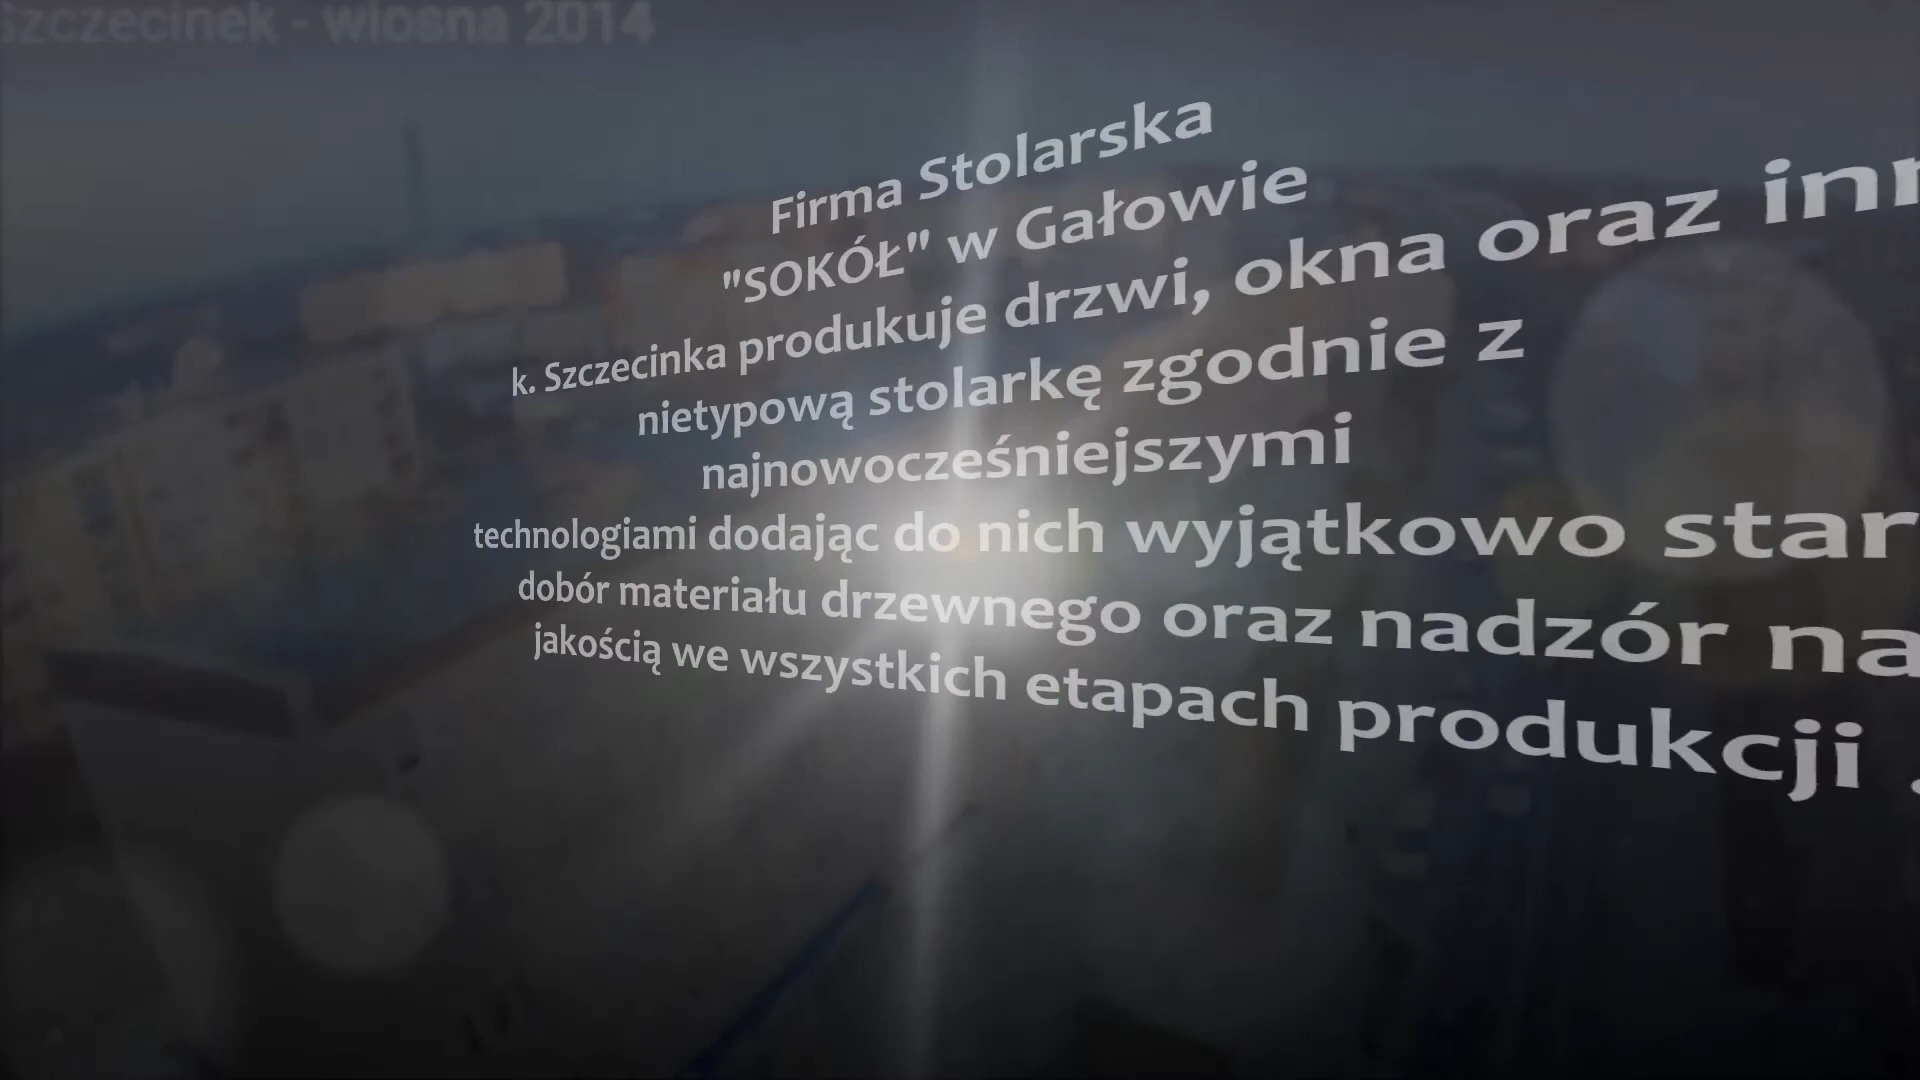 Szczecinek - wiosna 2014
Firma Stolarska
"SOKÓŁ" w Gałowie
k. Szczecinka produkuje drzwi, okna oraz
nietypową stolarkę zgodnie z
najnowocześniejszymi
technologiami dodając do nich wyjątkowo
dobór materiału drzewnego oraz nadzór
jakością we wszystkich etapach produkcji .